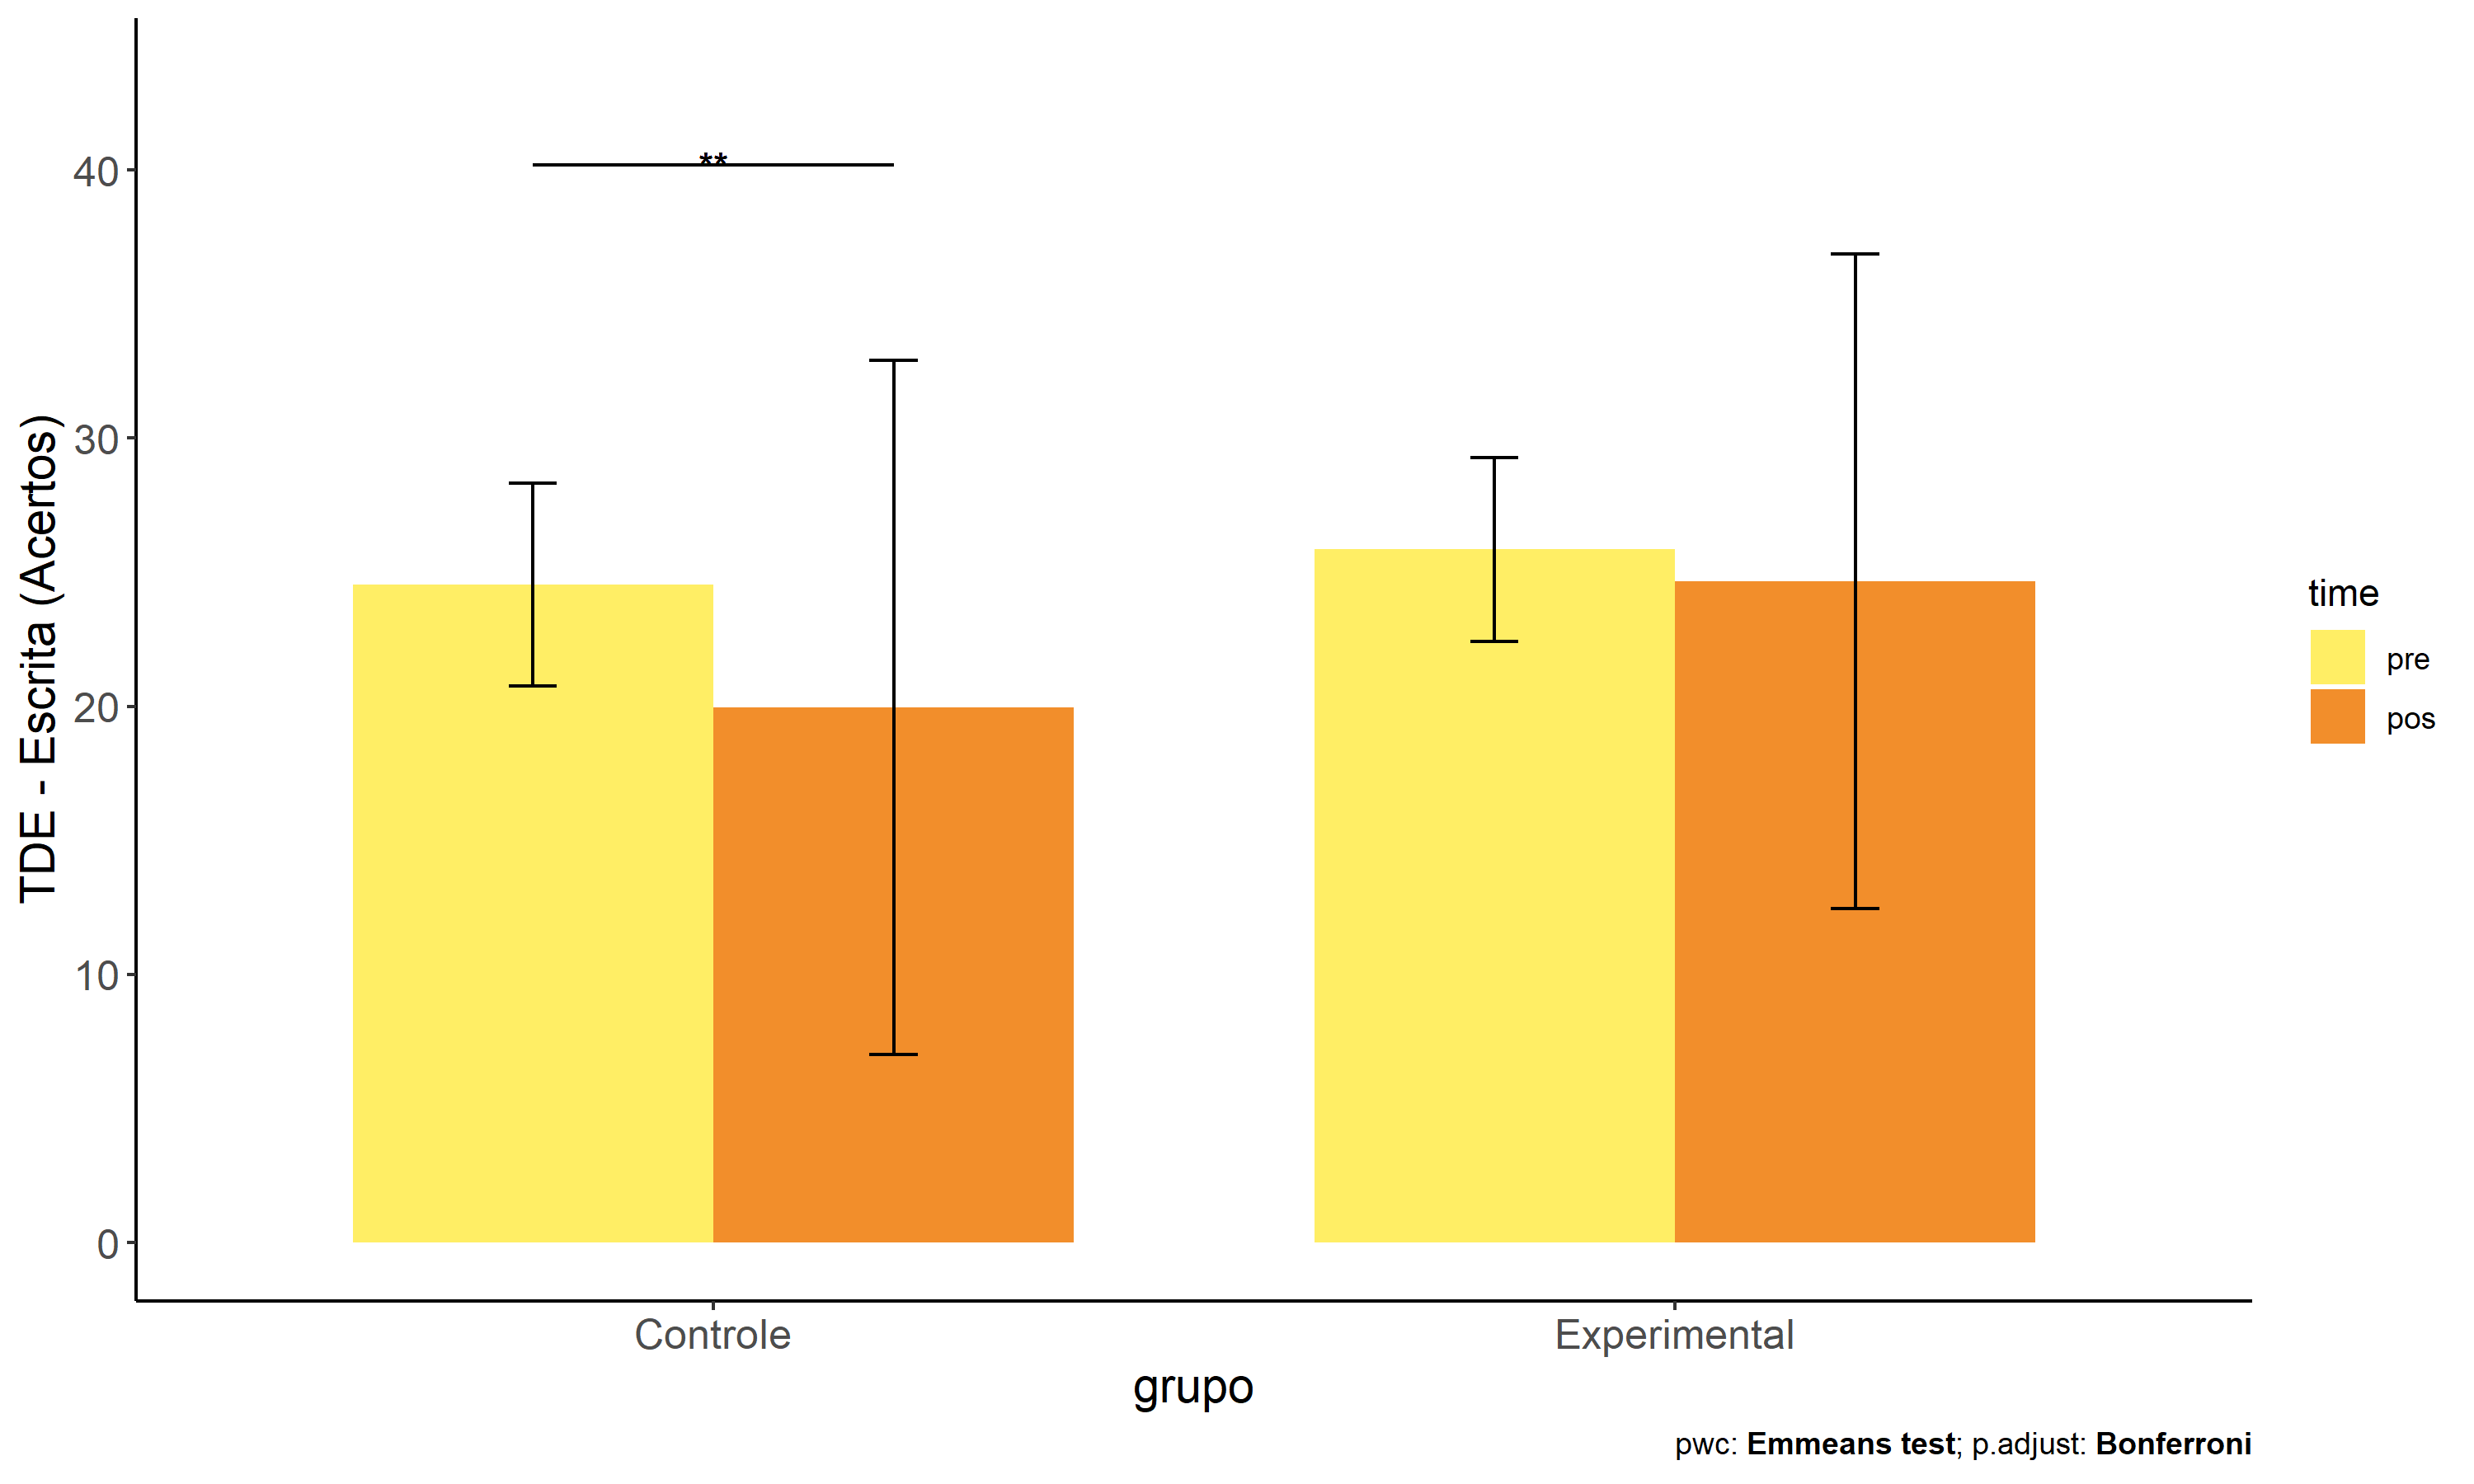 TDE - Escrita (Acertos)
40
30
20
10
0
**
Controle
Experimental
grupo
time
pre
pos
pwc: Emmeans test; p.adjust: Bonferroni